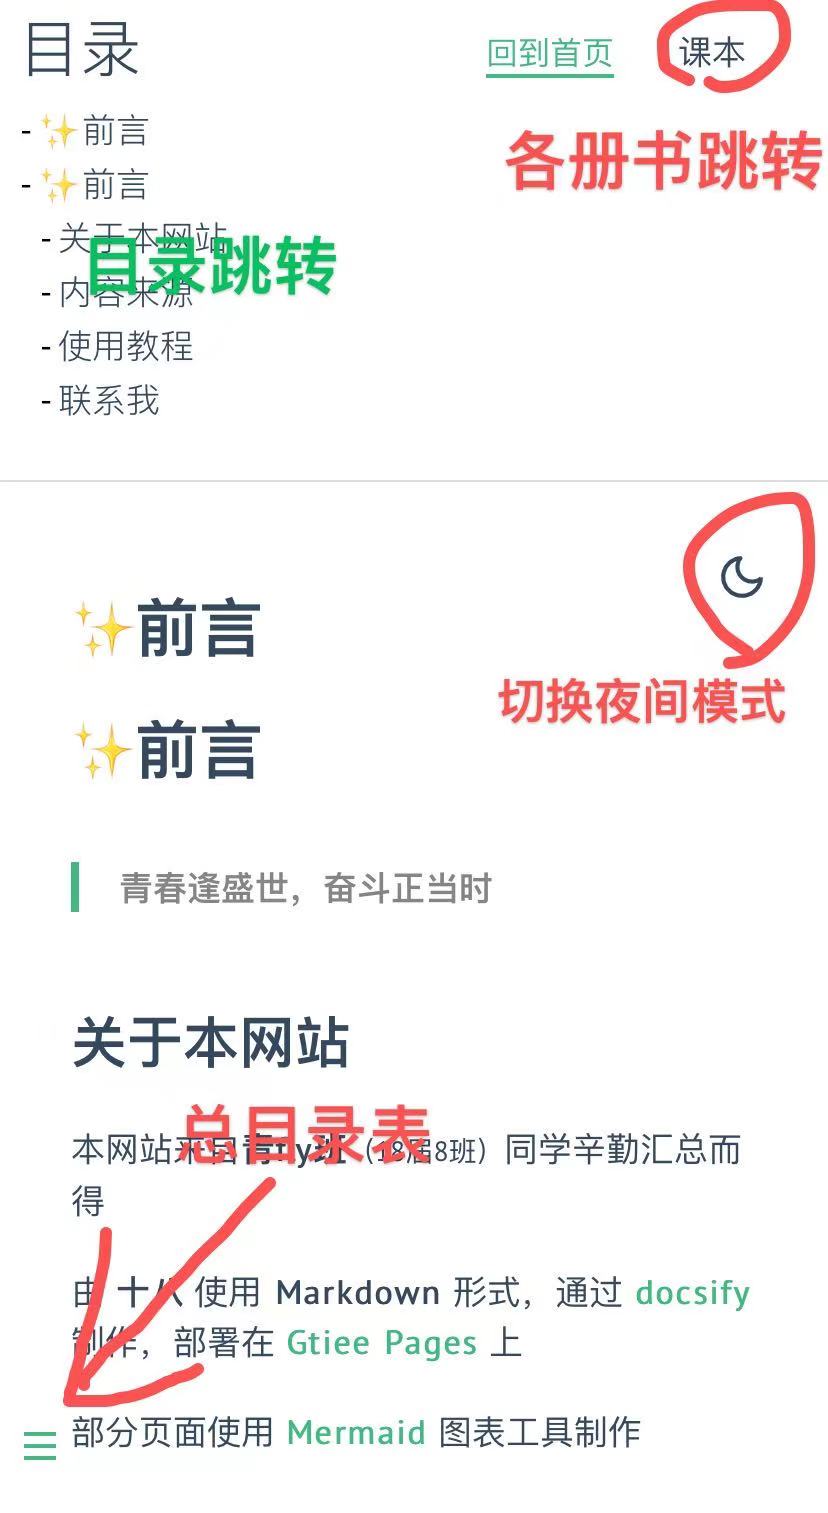 目录
回到首页 课本
各册书跳转
- ✨前言
- ✨前言
- 关于本网站
目录跳转
- 内容来源
- 使用教程
- 联系我
✨前言
切换夜间模式
✨前言
青春逢盛世，奋斗正当时
关于本网站
总目录表
本网站来自青 y班（18届8班）同学辛勤汇总而
得
由 十八 使用 Markdown 形式，通过 docsify
制作，部署在 Gtiee Pages 上
部分页面使用 Mermaid 图表工具制作